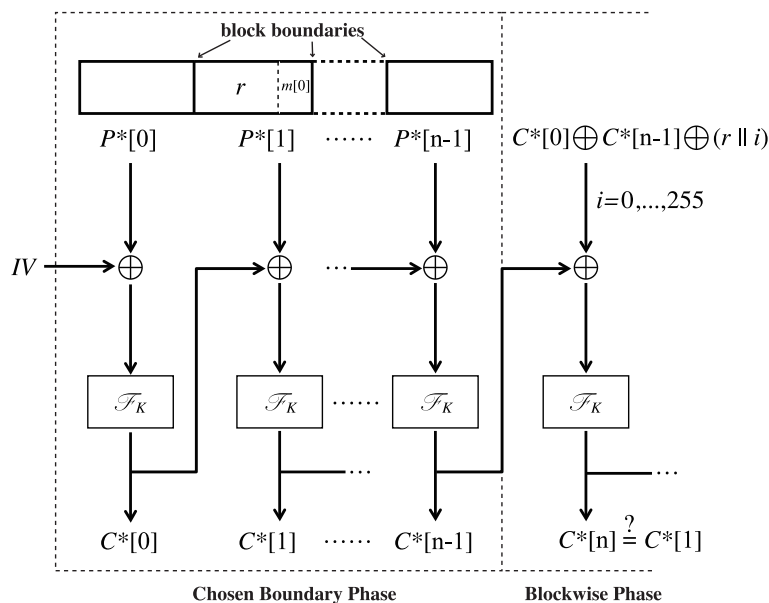 block boundaries
r m[0]
P*[0] P*[1] ...... P*[n-1] C*[0]⊕C*[n-1]⊕(r || i)
i=0,...,255
IV ...
ℱK ℱK ...... ℱK ℱK
... ...
C*[0] C*[1] ...... C*[n-1] C*[n] ≟ C*[1]
Chosen Boundary Phase Blockwise Phase